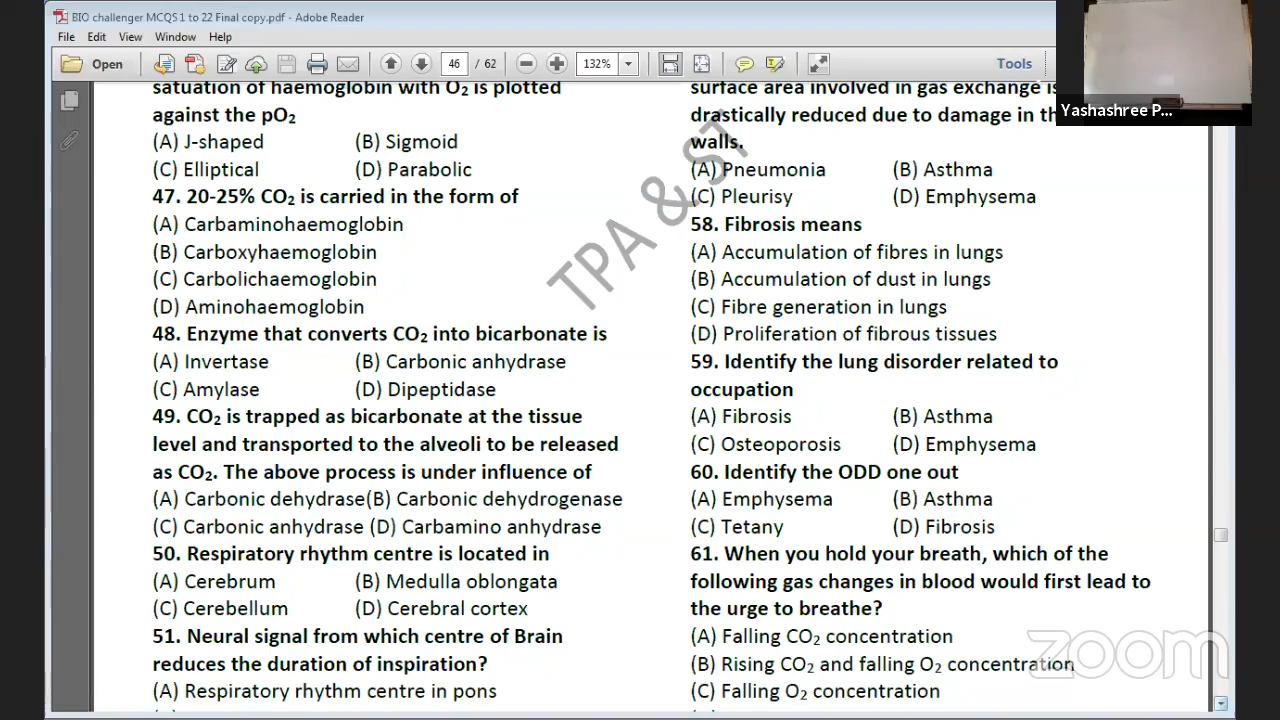 BIO challenger MCQS 1 to 22 Final copy.pdf - Adobe Reader
File Edit View Window Help
Open 46 / 62 132% Tools
Yashashree P...
satuation of haemoglobin with O₂ is plotted
against the pO₂
(A) J-shaped (B) Sigmoid
(C) Elliptical (D) Parabolic
47. 20-25% CO₂ is carried in the form of
(A) Carbaminohaemoglobin
(B) Carboxyhaemoglobin
(C) Carbolichaemoglobin
(D) Aminohaemoglobin
48. Enzyme that converts CO₂ into bicarbonate is
(A) Invertase (B) Carbonic anhydrase
(C) Amylase (D) Dipeptidase
49. CO₂ is trapped as bicarbonate at the tissue
level and transported to the alveoli to be released
as CO₂. The above process is under influence of
(A) Carbonic dehydrase(B) Carbonic dehydrogenase
(C) Carbonic anhydrase (D) Carbamino anhydrase
50. Respiratory rhythm centre is located in
(A) Cerebrum (B) Medulla oblongata
(C) Cerebellum (D) Cerebral cortex
51. Neural signal from which centre of Brain
reduces the duration of inspiration?
(A) Respiratory rhythm centre in pons
surface area involved in gas exchange is
drastically reduced due to damage in th
walls.
(A) Pneumonia (B) Asthma
(C) Pleurisy (D) Emphysema
58. Fibrosis means
(A) Accumulation of fibres in lungs
(B) Accumulation of dust in lungs
(C) Fibre generation in lungs
(D) Proliferation of fibrous tissues
59. Identify the lung disorder related to
occupation
(A) Fibrosis (B) Asthma
(C) Osteoporosis (D) Emphysema
60. Identify the ODD one out
(A) Emphysema (B) Asthma
(C) Tetany (D) Fibrosis
61. When you hold your breath, which of the
following gas changes in blood would first lead to
the urge to breathe?
(A) Falling CO₂ concentration
(B) Rising CO₂ and falling O₂ concentration
(C) Falling O₂ concentration
TPA & ST
zoom